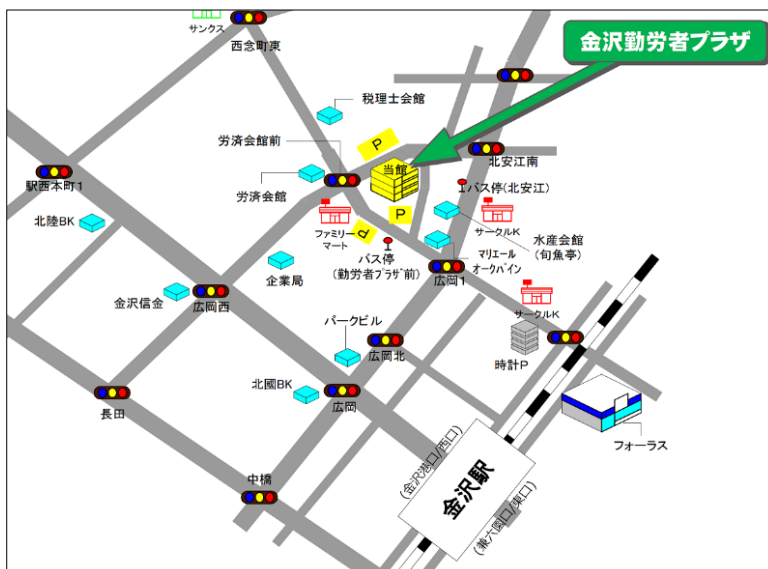 サンクス
西念町東
金沢勤労者プラザ
税理士会館
労済会館前
P
当館
北安江南
駅西本町1
労済会館
バス停(北安江)
北陸BK
ファミリー
マート
P
P
サークルK
水産会館
(旬魚亭)
バス停
(勤労者プラザ前)
マリエール
オークパイン
広岡1
企業局
金沢信金
広岡西
サークルK
パークビル
広岡北
時計P
北國BK
広岡
長田
フォーラス
(金沢港口/西口)
金沢駅
(兼六園口/東口)
中橋